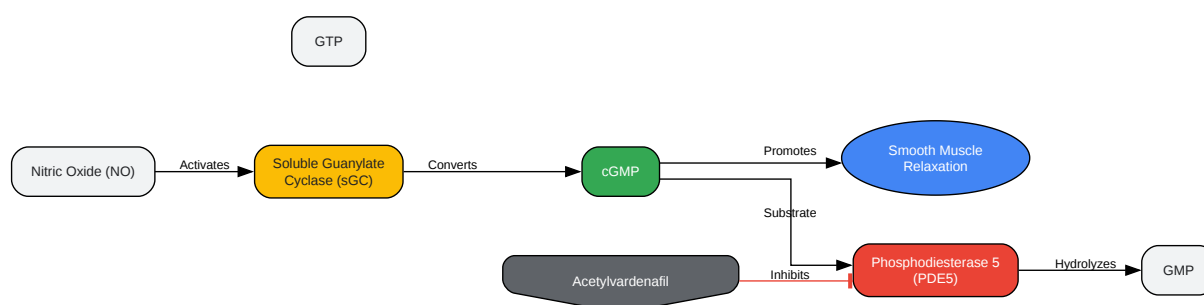 GTP
Nitric Oxide (NO)
Activates
Soluble Guanylate
Cyclase (sGC)
Converts
cGMP
Promotes
Smooth Muscle
Relaxation
Substrate
Acetylvardenafil
Inhibits
Phosphodiesterase 5
(PDE5)
Hydrolyzes
GMP